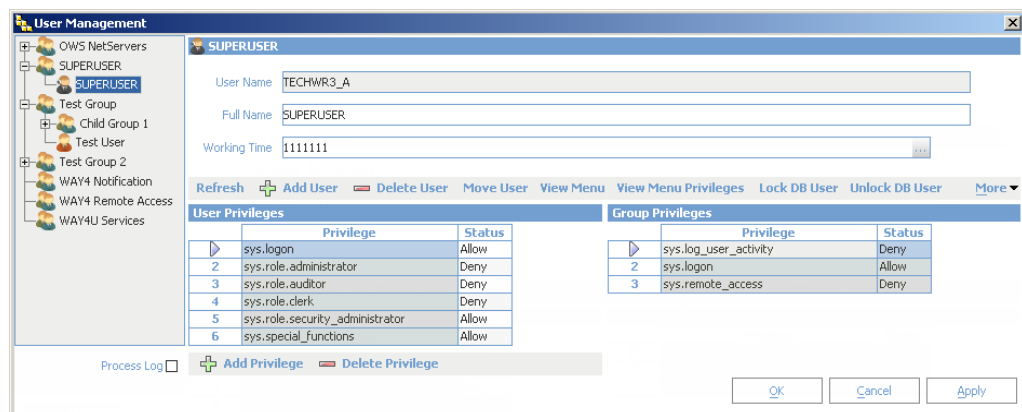 User Management
OWS NetServers
SUPERUSER
SUPERUSER
Test Group
Child Group 1
Test User
Test Group 2
WAY4 Notification
WAY4 Remote Access
WAY4U Services
Process Log
SUPERUSER
User Name TECHWR3_A
Full Name SUPERUSER
Working Time 1111111 ...
Refresh Add User Delete User Move User View Menu View Menu Privileges Lock DB User Unlock DB User More
User Privileges
Privilege Status
sys.logon Allow
2 sys.role.administrator Deny
3 sys.role.auditor Deny
4 sys.role.clerk Deny
5 sys.role.security_administrator Allow
6 sys.special_functions Allow
Add Privilege Delete Privilege
Group Privileges
Privilege Status
sys.log_user_activity Deny
2 sys.logon Allow
3 sys.remote_access Deny
OK Cancel Apply